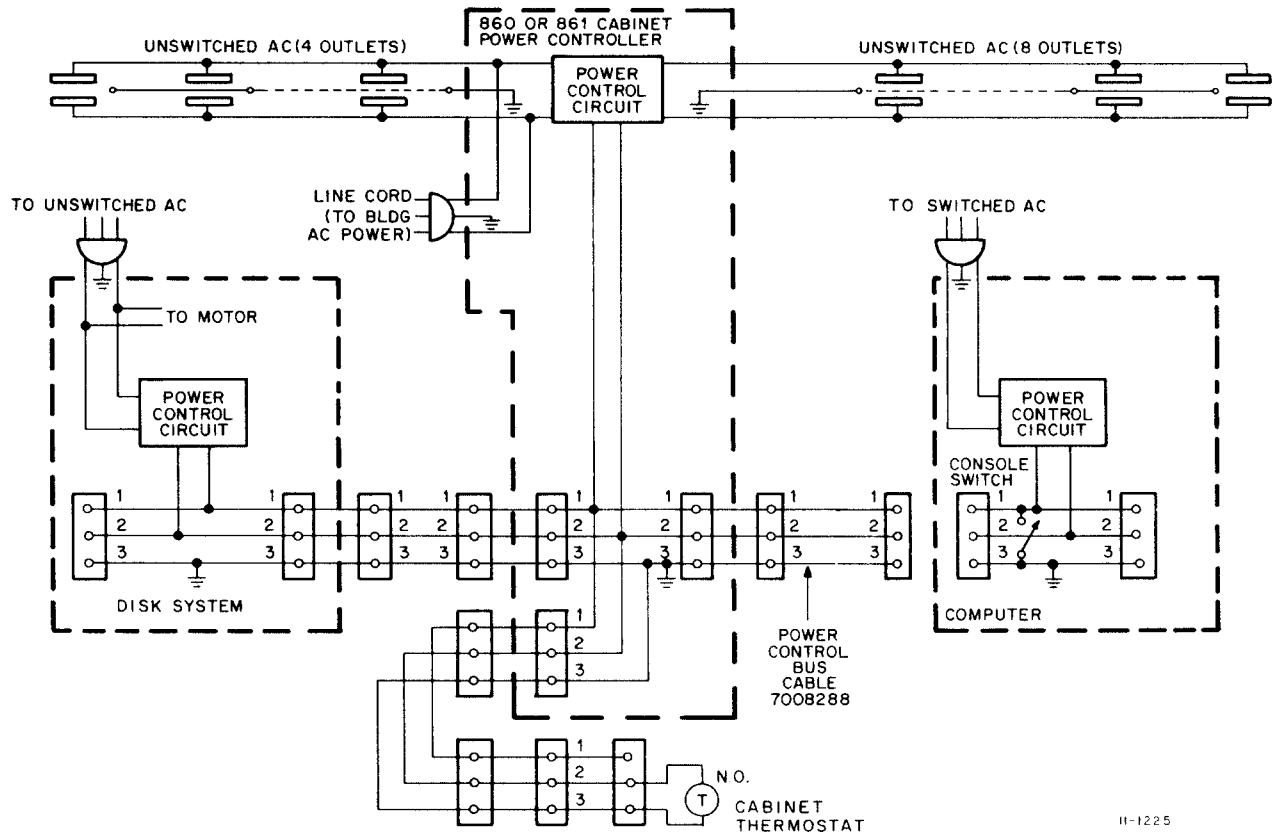 860 OR 861 CABINET
POWER CONTROLLER
UNSWITCHED AC (4 OUTLETS)
UNSWITCHED AC (8 OUTLETS)
POWER
CONTROL
CIRCUIT
LINE CORD
(TO BLDG
AC POWER)
TO UNSWITCHED AC
TO SWITCHED AC
TO MOTOR
POWER
CONTROL
CIRCUIT
POWER
CONTROL
CIRCUIT
CONSOLE
SWITCH
1 1 1 1 1 1 1 1 1 1
2 2 2 2 2 2 2 2 2 2
3 3 3 3 3 3 3 3 3 3
DISK SYSTEM
COMPUTER
1
2
3
POWER
CONTROL
BUS
CABLE
7008288
1
2
3
N.O.
T
CABINET
THERMOSTAT
11-1225